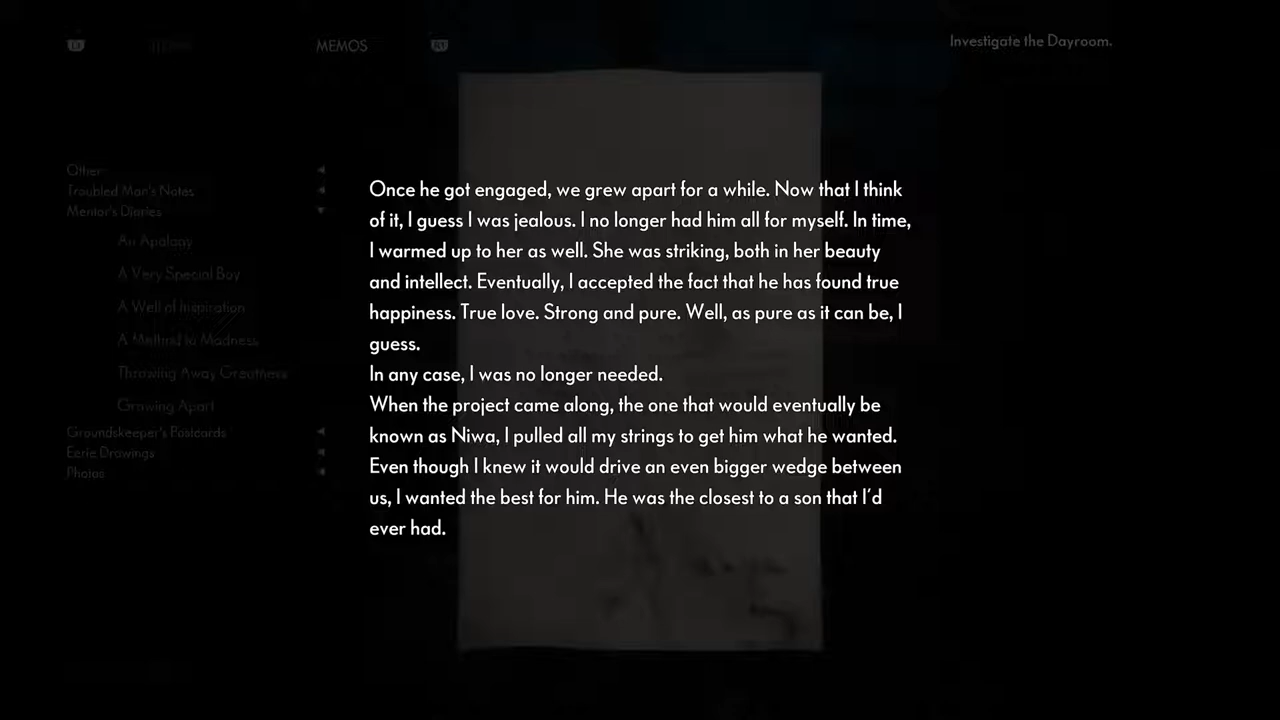 L1
MEMOS
R1
Investigate the Dayroom.
Other
Troubled Man's Notes
Mentor's Diaries
An Apology
A Very Special Boy
A Well of Inspiration
A Method to Madness
Throwing Away Greatness
Growing Apart
Groundskeeper's Postcards
Eerie Drawings
Photos
Once he got engaged, we grew apart for a while. Now that I think
of it, I guess I was jealous. I no longer had him all for myself. In time,
I warmed up to her as well. She was striking, both in her beauty
and intellect. Eventually, I accepted the fact that he has found true
happiness. True love. Strong and pure. Well, as pure as it can be, I
guess.
In any case, I was no longer needed.
When the project came along, the one that would eventually be
known as Niwa, I pulled all my strings to get him what he wanted.
Even though I knew it would drive an even bigger wedge between
us, I wanted the best for him. He was the closest to a son that I'd
ever had.